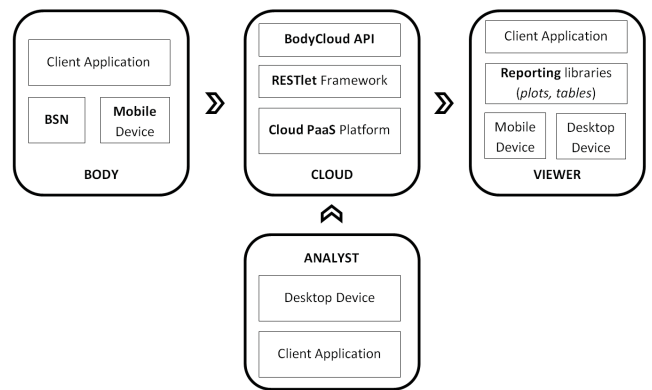 Client Application
BSN
Mobile
Device
BODY
BodyCloud API
RESTlet Framework
Cloud PaaS Platform
CLOUD
Client Application
Reporting libraries
(plots, tables)
Mobile
Device
Desktop
Device
VIEWER
ANALYST
Desktop Device
Client Application